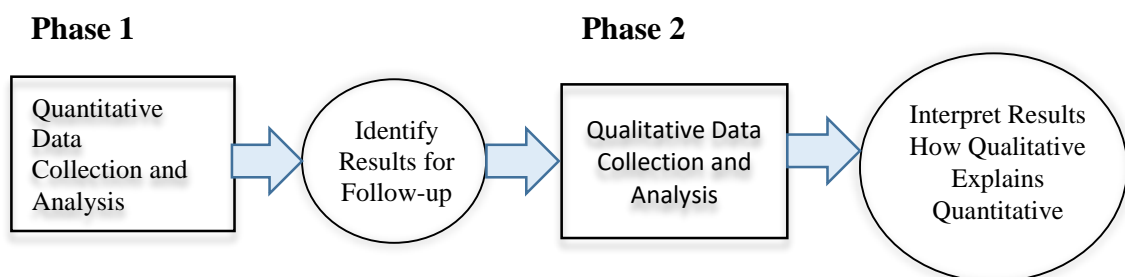 Phase 1
Phase 2
Quantitative
Data
Collection and
Analysis
Identify
Results for
Follow-up
Qualitative Data
Collection and
Analysis
Interpret Results
How Qualitative
Explains
Quantitative